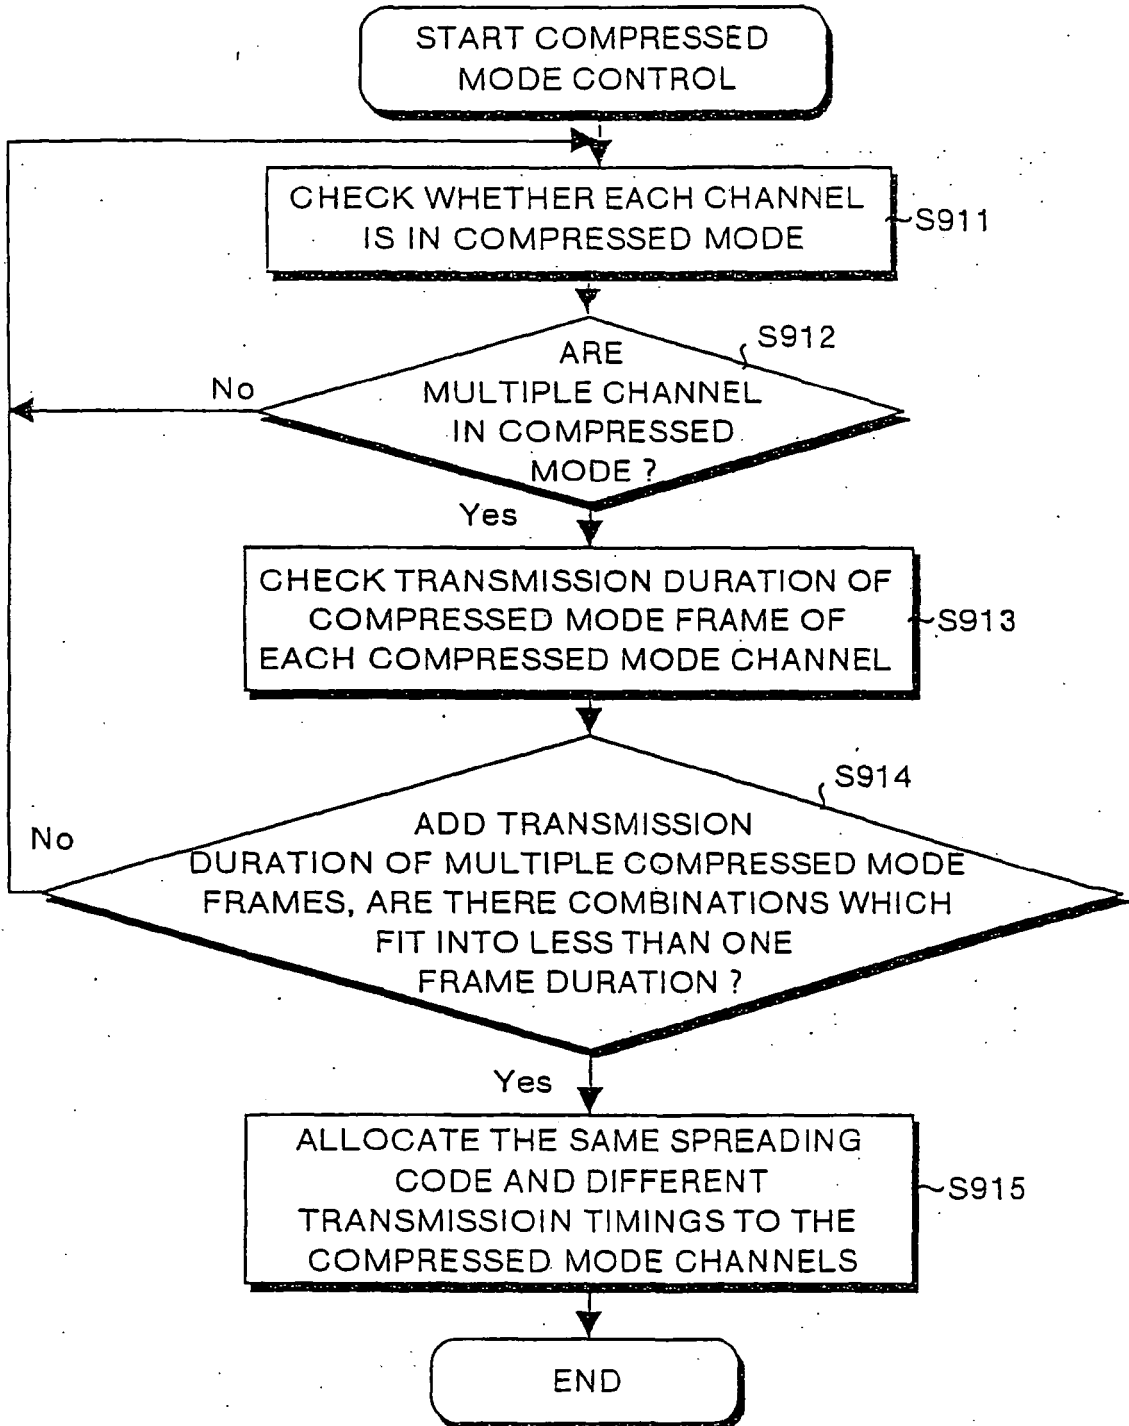 START COMPRESSED
MODE CONTROL
CHECK WHETHER EACH CHANNEL
IS IN COMPRESSED MODE
S911
S912
ARE
MULTIPLE CHANNEL
IN COMPRESSED
MODE ?
No
Yes
CHECK TRANSMISSION DURATION OF
COMPRESSED MODE FRAME OF
EACH COMPRESSED MODE CHANNEL
S913
S914
ADD TRANSMISSION
DURATION OF MULTIPLE COMPRESSED MODE
FRAMES, ARE THERE COMBINATIONS WHICH
FIT INTO LESS THAN ONE
FRAME DURATION ?
No
Yes
ALLOCATE THE SAME SPREADING
CODE AND DIFFERENT
TRANSMISSIOIN TIMINGS TO THE
COMPRESSED MODE CHANNELS
S915
END